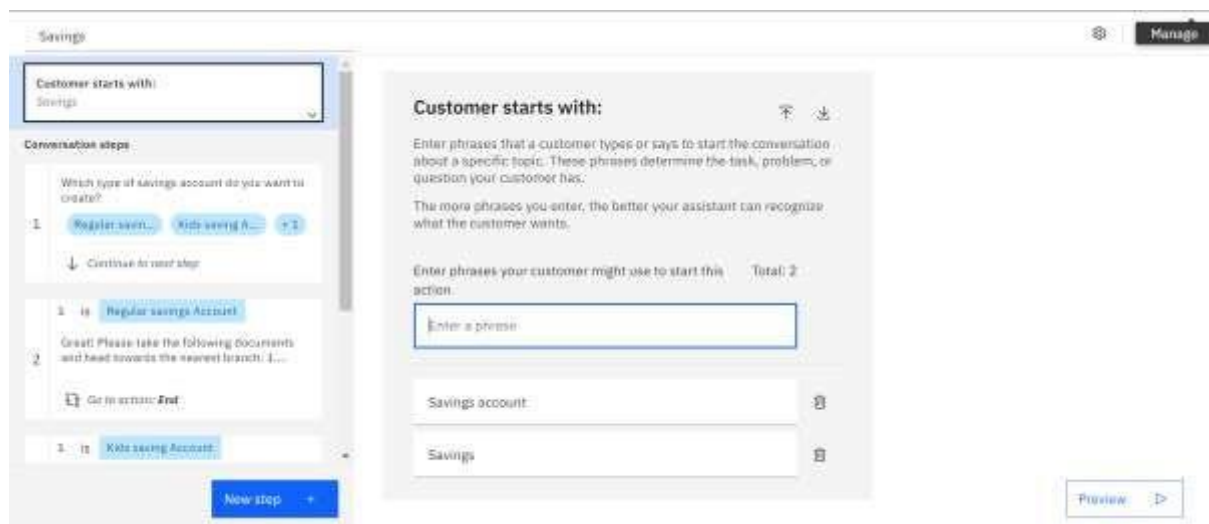 Savings
Manage
Customer starts with:
Savings
Conversation steps
Which type of savings account do you want to
create?
1
Regular savin...
Kids saving A...
+ 1
Continue to next step
1 is Regular savings Account
Great! Please take the following documents
2
and head towards the nearest branch: 1....
Go to action: End
1 is Kids saving Account
New step +
Customer starts with:
Enter phrases that a customer types or says to start the conversation
about a specific topic. These phrases determine the task, problem, or
question your customer has.
The more phrases you enter, the better your assistant can recognize
what the customer wants.
Enter phrases your customer might use to start this
action
Total: 2
Enter a phrase
Savings account
Savings
Preview